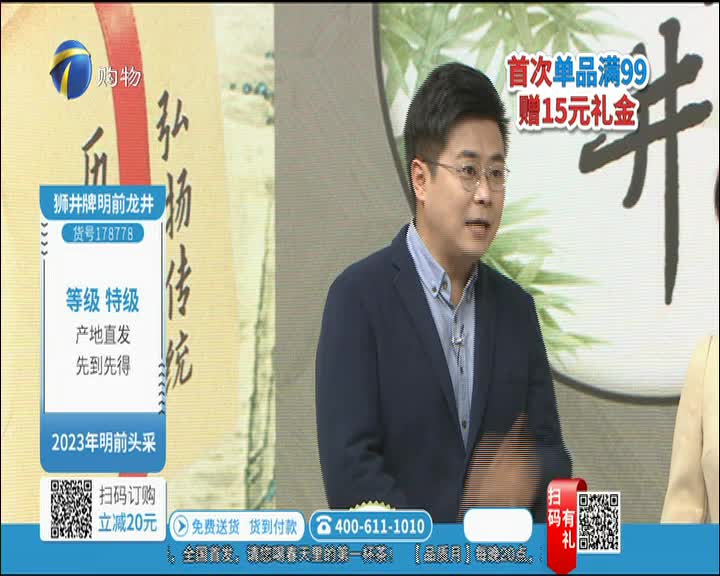 购物
首次单品满99
赠15元礼金
弘扬传统
历
井
狮井牌明前龙井
货号178778
等级 特级
产地直发
先到先得
2023年明前头采
扫码订购
立减20元
免费送货 货到付款
400-611-1010
扫码有礼
，全国首发，请您喝春天里的第一杯茶！ 【品质月】每晚20点，